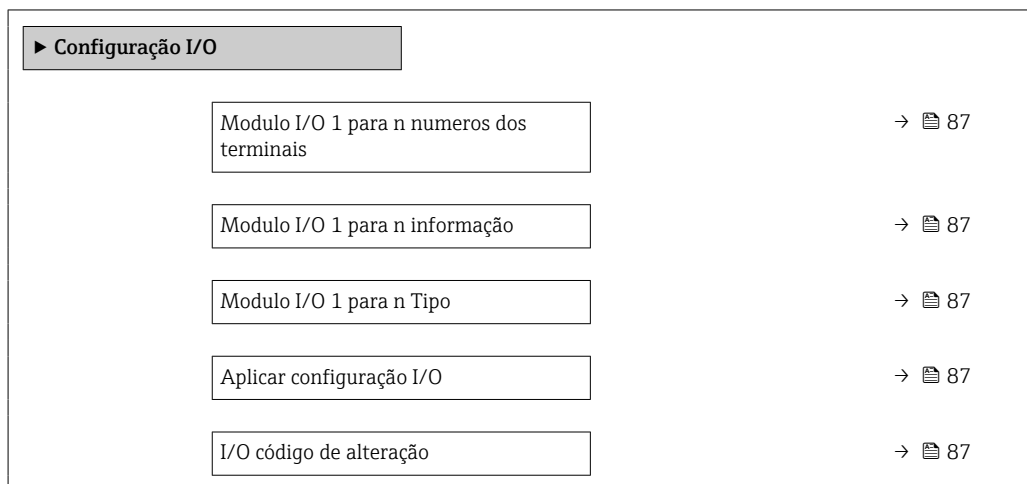 ▶ Configuração I/O
Modulo I/O 1 para n numeros dos
terminais
→ 87
Modulo I/O 1 para n informação
→ 87
Modulo I/O 1 para n Tipo
→ 87
Aplicar configuração I/O
→ 87
I/O código de alteração
→ 87